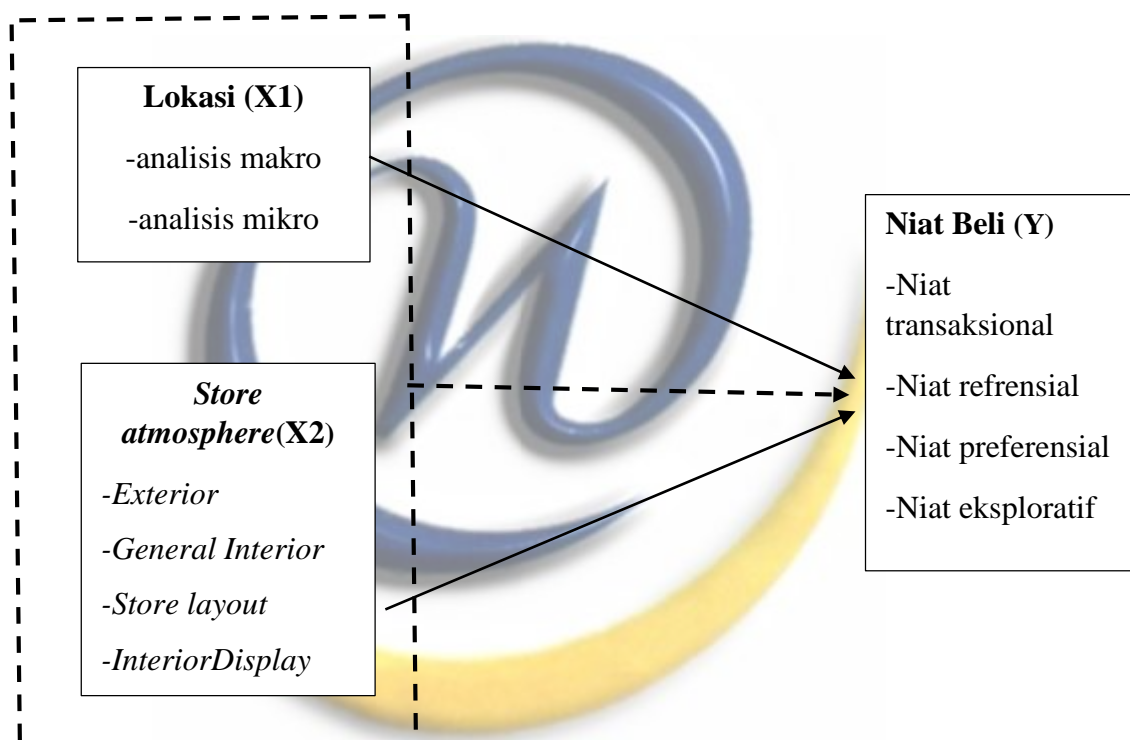 Lokasi (X1)
-analisis makro
-analisis mikro
Store
atmosphere(X2)
-Exterior
-General Interior
-Store layout
-InteriorDisplay
Niat Beli (Y)
-Niat
transaksional
-Niat refrensial
-Niat preferensial
-Niat eksploratif